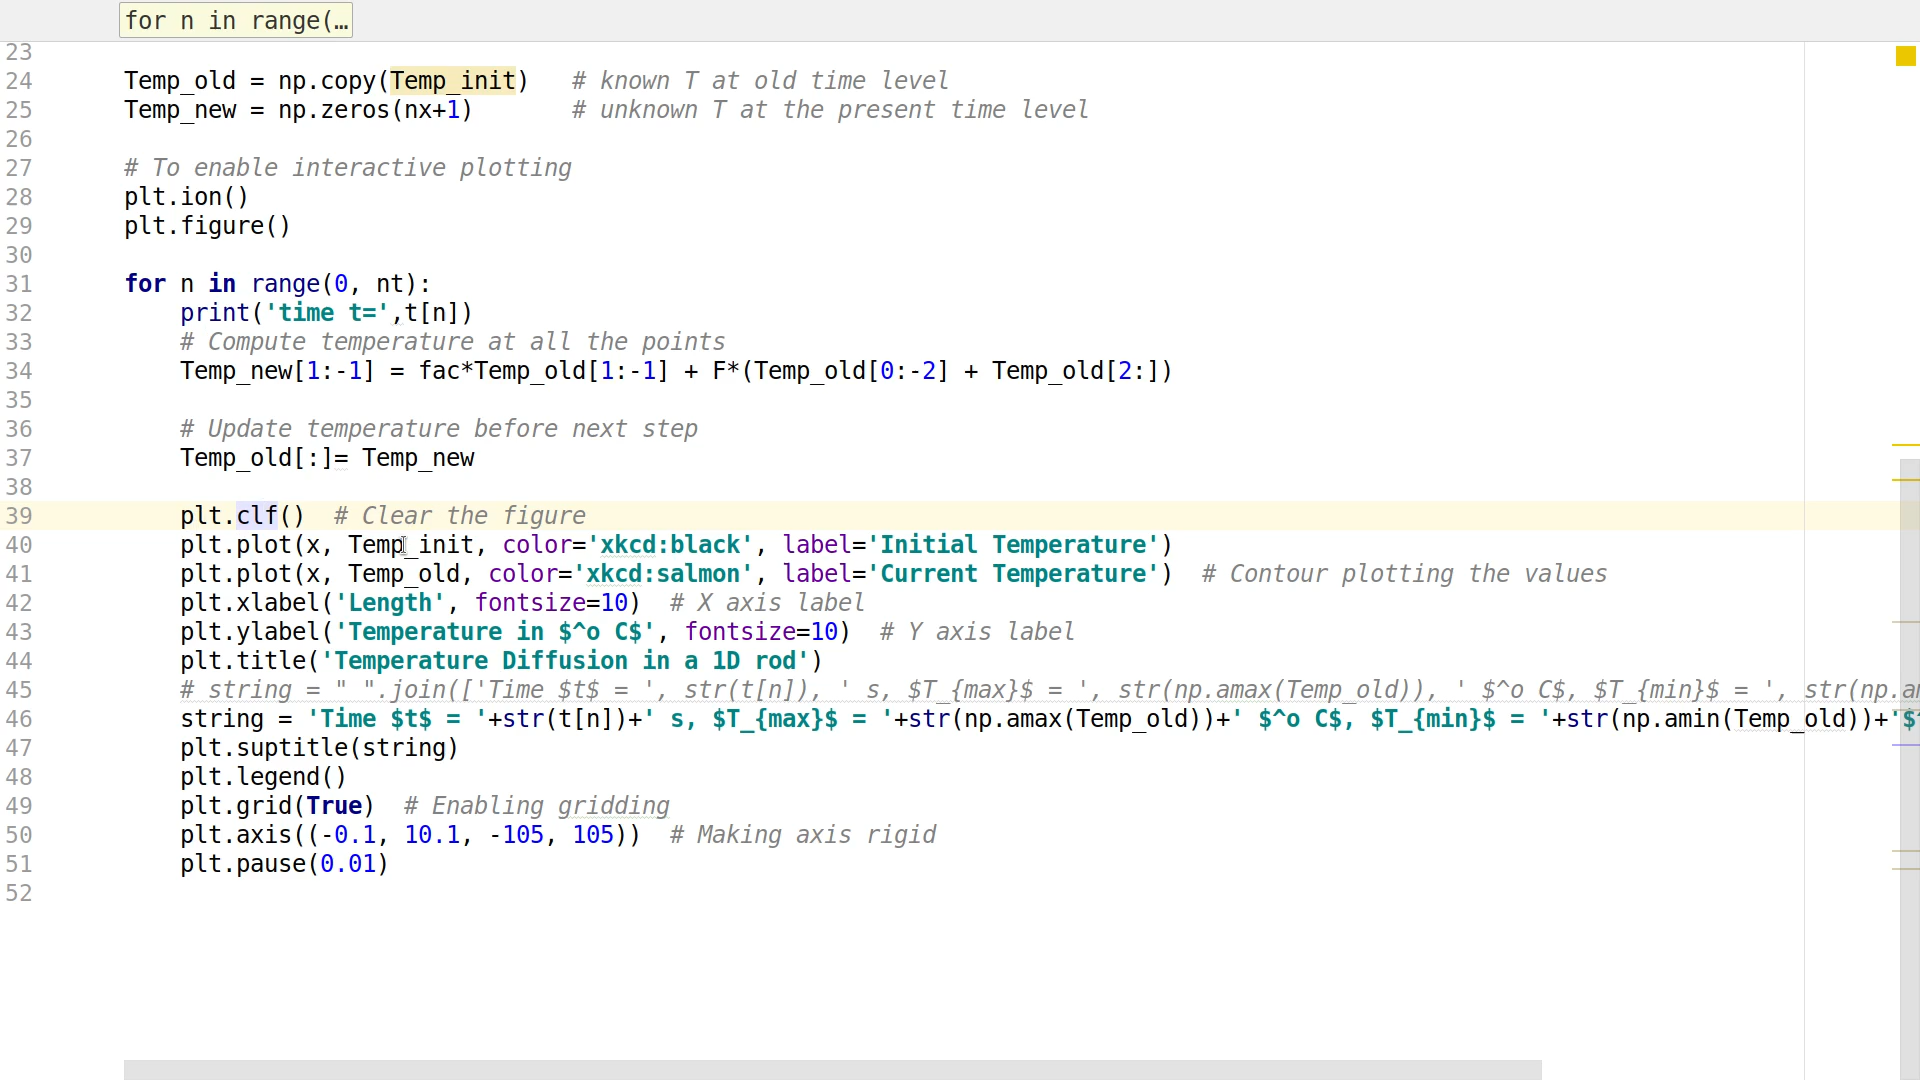 for n in range(…
23
24 Temp_old = np.copy(Temp_init)   # known T at old time level
25 Temp_new = np.zeros(nx+1)       # unknown T at the present time level
26
27 # To enable interactive plotting
28 plt.ion()
29 plt.figure()
30
31 for n in range(0, nt):
32     print('time t=',t[n])
33     # Compute temperature at all the points
34     Temp_new[1:-1] = fac*Temp_old[1:-1] + F*(Temp_old[0:-2] + Temp_old[2:])
35
36     # Update temperature before next step
37     Temp_old[:]= Temp_new
38
39     plt.clf()  # Clear the figure
40     plt.plot(x, Temp_init, color='xkcd:black', label='Initial Temperature')
41     plt.plot(x, Temp_old, color='xkcd:salmon', label='Current Temperature')  # Contour plotting the values
42     plt.xlabel('Length', fontsize=10)  # X axis label
43     plt.ylabel('Temperature in $^o C$', fontsize=10)  # Y axis label
44     plt.title('Temperature Diffusion in a 1D rod')
45     # string = " ".join(['Time $t$ = ', str(t[n]), ' s, $T_{max}$ = ', str(np.amax(Temp_old)), ' $^o C$, $T_{min}$ = ', str(np.am
46     string = 'Time $t$ = '+str(t[n])+' s, $T_{max}$ = '+str(np.amax(Temp_old))+' $^o C$, $T_{min}$ = '+str(np.amin(Temp_old))+'$^
47     plt.suptitle(string)
48     plt.legend()
49     plt.grid(True)  # Enabling gridding
50     plt.axis((-0.1, 10.1, -105, 105))  # Making axis rigid
51     plt.pause(0.01)
52